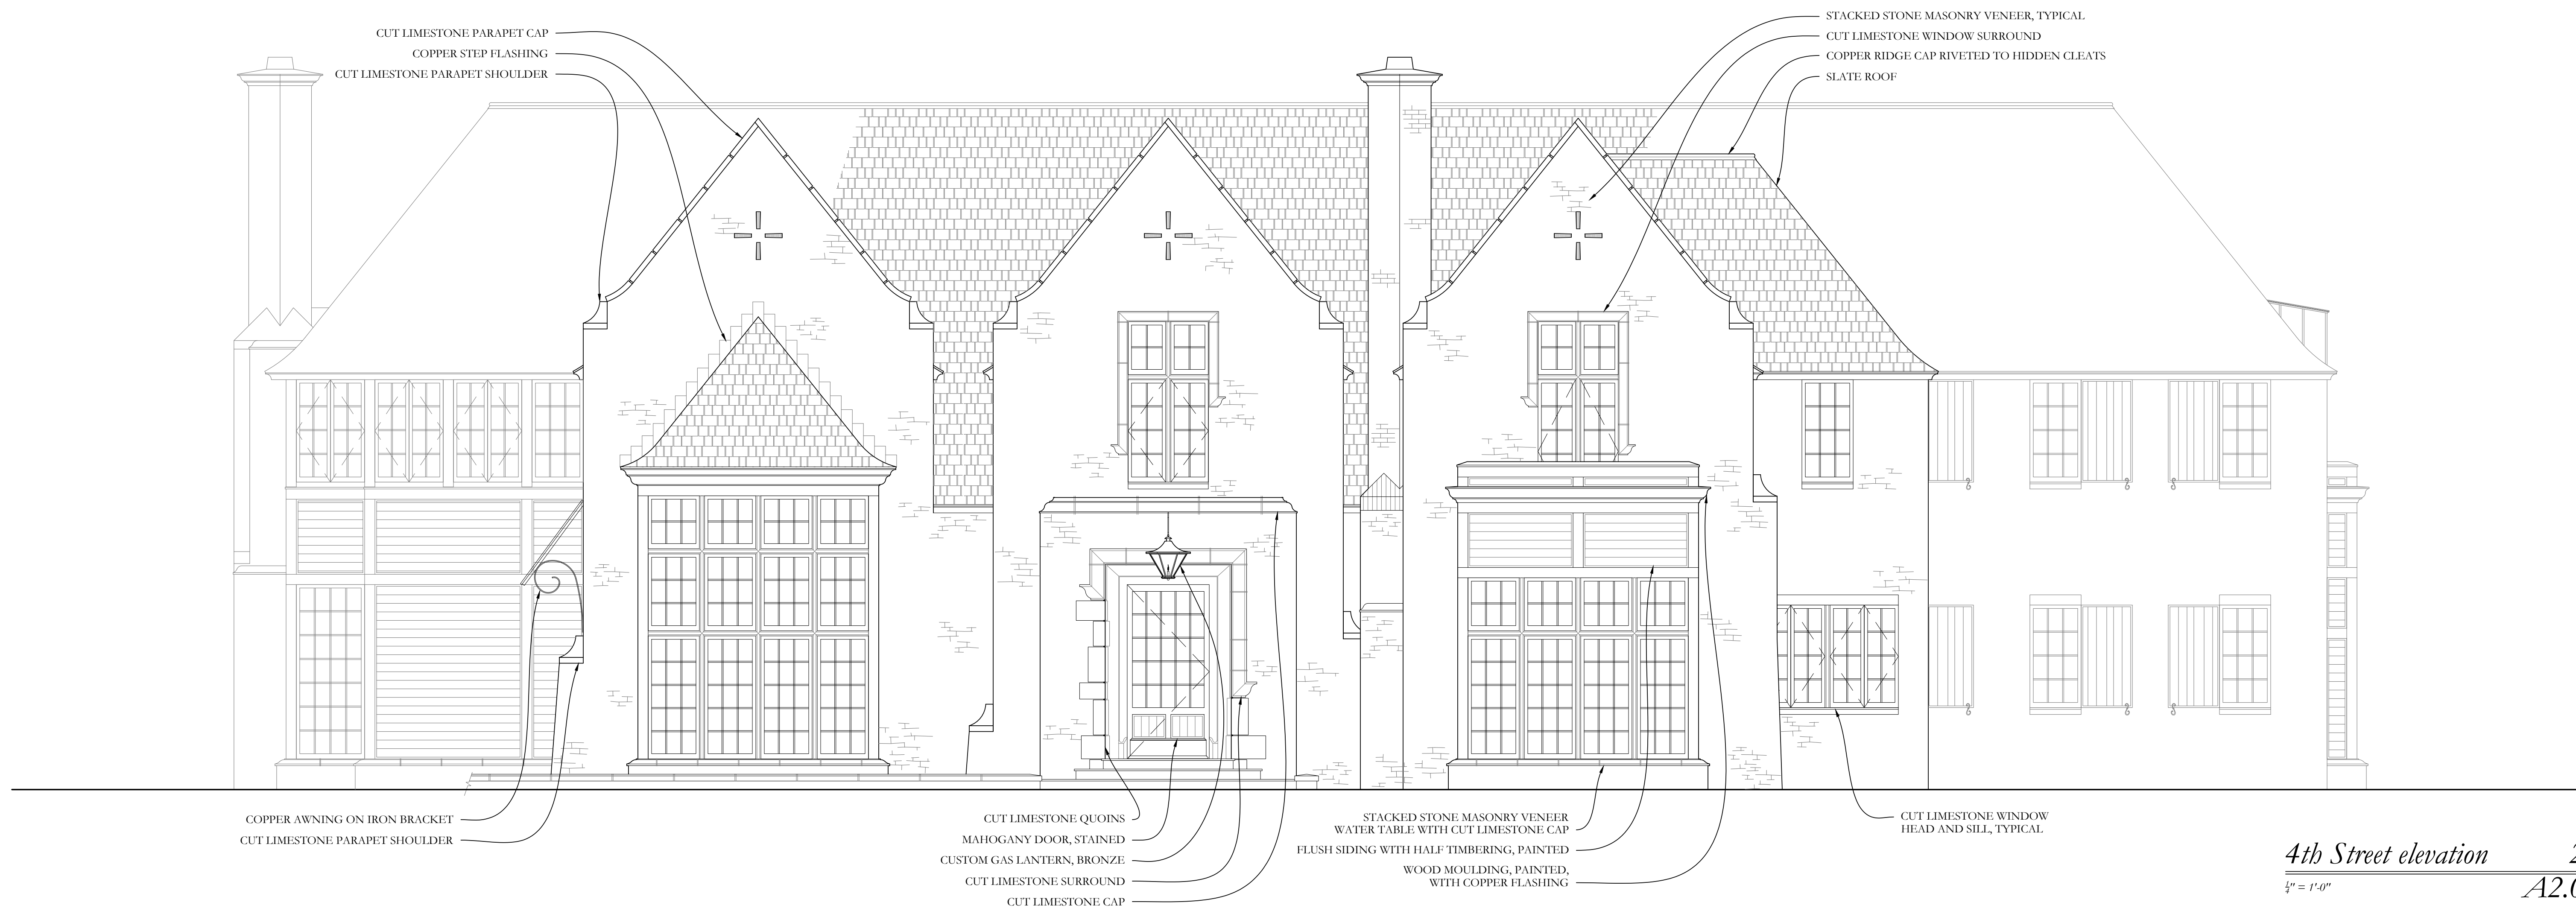 CUT LIMESTONE PARAPET CAP
COPPER STEP FLASHING
CUT LIMESTONE PARAPET SHOULDER
STACKED STONE MASONRY VENEER, TYPICAL
CUT LIMESTONE WINDOW SURROUND
COPPER RIDGE CAP RIVETED TO HIDDEN CLEATS
SLATE ROOF
COPPER AWNING ON IRON BRACKET
CUT LIMESTONE PARAPET SHOULDER
CUT LIMESTONE QUOINS
MAHOGANY DOOR, STAINED
CUSTOM GAS LANTERN, BRONZE
CUT LIMESTONE SURROUND
CUT LIMESTONE CAP
STACKED STONE MASONRY VENEER
WATER TABLE WITH CUT LIMESTONE CAP
FLUSH SIDING WITH HALF TIMBERING, PAINTED
WOOD MOULDING, PAINTED,
WITH COPPER FLASHING
CUT LIMESTONE WINDOW
HEAD AND SILL, TYPICAL
4th Street elevation
¼" = 1'-0"